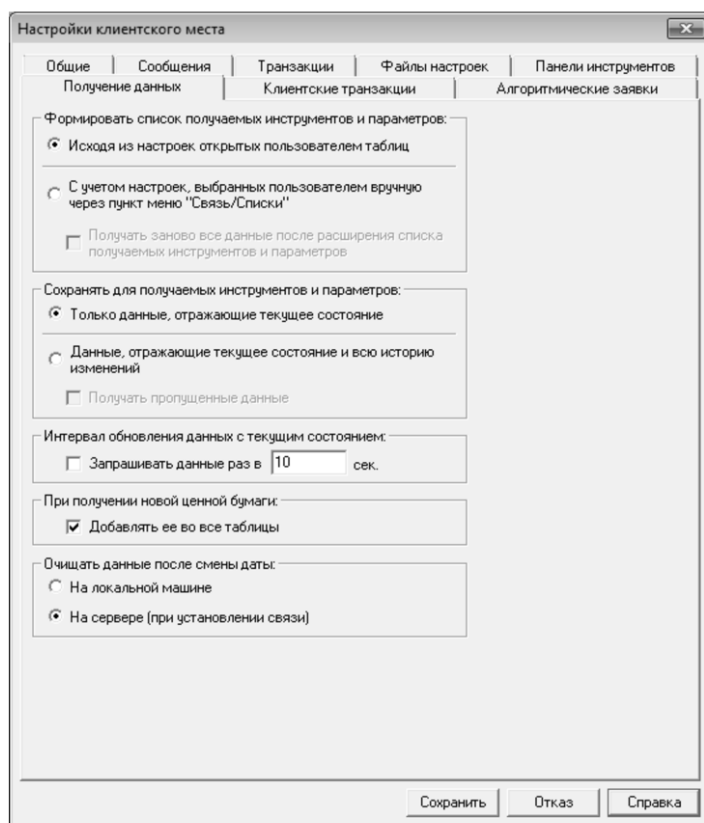 Настройки клиентского места
Общие
Сообщения
Транзакции
Файлы настроек
Панели инструментов
Получение данных
Клиентские транзакции
Алгоритмические заявки
Формировать список получаемых инструментов и параметров:
Исходя из настроек открытых пользователем таблиц
С учетом настроек, выбранных пользователем вручную
через пункт меню "Связь/Списки"
Получать заново все данные после расширения списка
получаемых инструментов и параметров
Сохранять для получаемых инструментов и параметров:
Только данные, отражающие текущее состояние
Данные, отражающие текущее состояние и всю историю
изменений
Получать пропущенные данные
Интервал обновления данных с текущим состоянием:
Запрашивать данные раз в 10 сек.
При получении новой ценной бумаги:
Добавлять ее во все таблицы
Очищать данные после смены даты:
На локальной машине
На сервере (при установлении связи)
Сохранить
Отказ
Справка